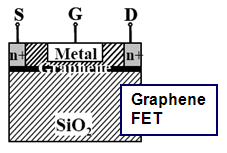 S G D
n+ Metal n+
Graphene
SiO2
Graphene
FET